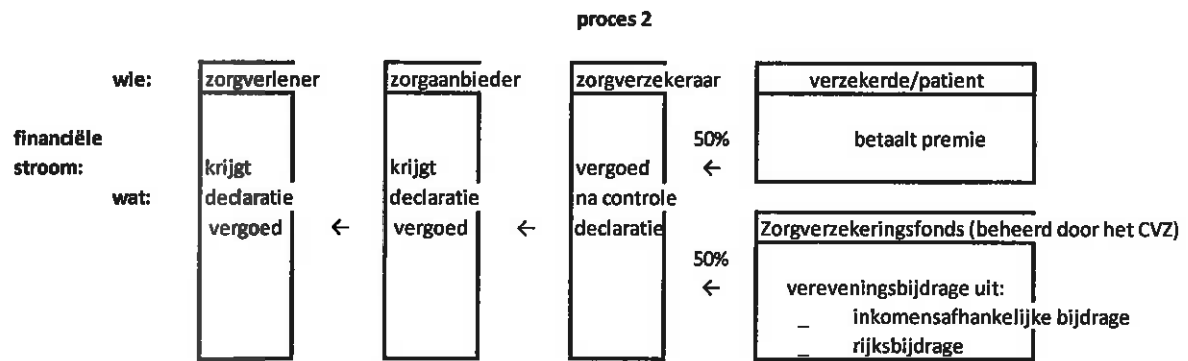 proces 2
wie: zorgverlener zorgaanbieder zorgverzekeraar verzekerde/patient
financiële 50% betaalt premie
stroom: krijgt krijgt vergoed ←
wat: declaratie declaratie na controle
vergoed ← vergoed ← declaratie Zorgverzekeringsfonds (beheerd door het CVZ)
50%
← vereveningsbijdrage uit:
_ inkomensafhankelijke bijdrage
_ rijksbijdrage